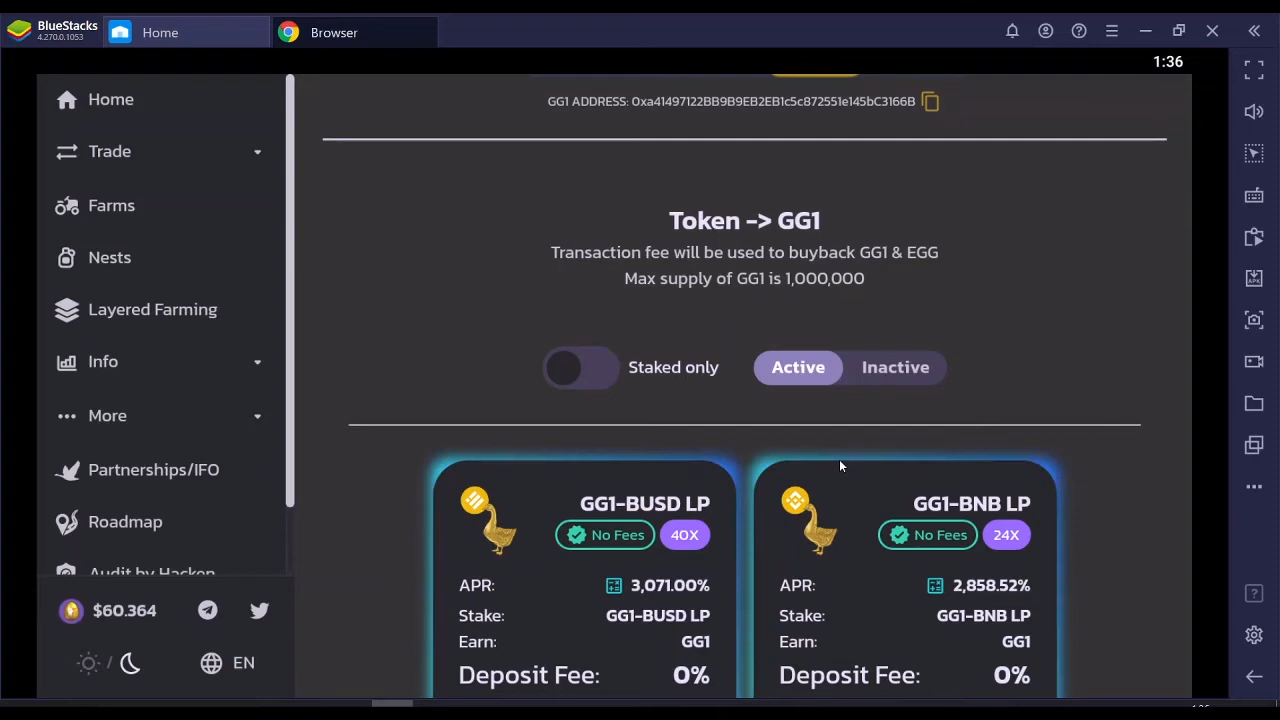 BlueStacks
4.270.0.1053
Home
Browser
1:36
Home
Trade
Farms
Nests
Layered Farming
Info
More
Partnerships/IFO
Roadmap
Audit by Hacken
$60.364
EN
GG1 ADDRESS: 0xa41497122BB9B9EB2EB1c5c872551e145bC3166B
Token -> GG1
Transaction fee will be used to buyback GG1 & EGG
Max supply of GG1 is 1,000,000
Staked only
Active
Inactive
GG1-BUSD LP
No Fees
40X
APR:
3,071.00%
Stake:
GG1-BUSD LP
Earn:
GG1
Deposit Fee:
0%
GG1-BNB LP
No Fees
24X
APR:
2,858.52%
Stake:
GG1-BNB LP
Earn:
GG1
Deposit Fee:
0%